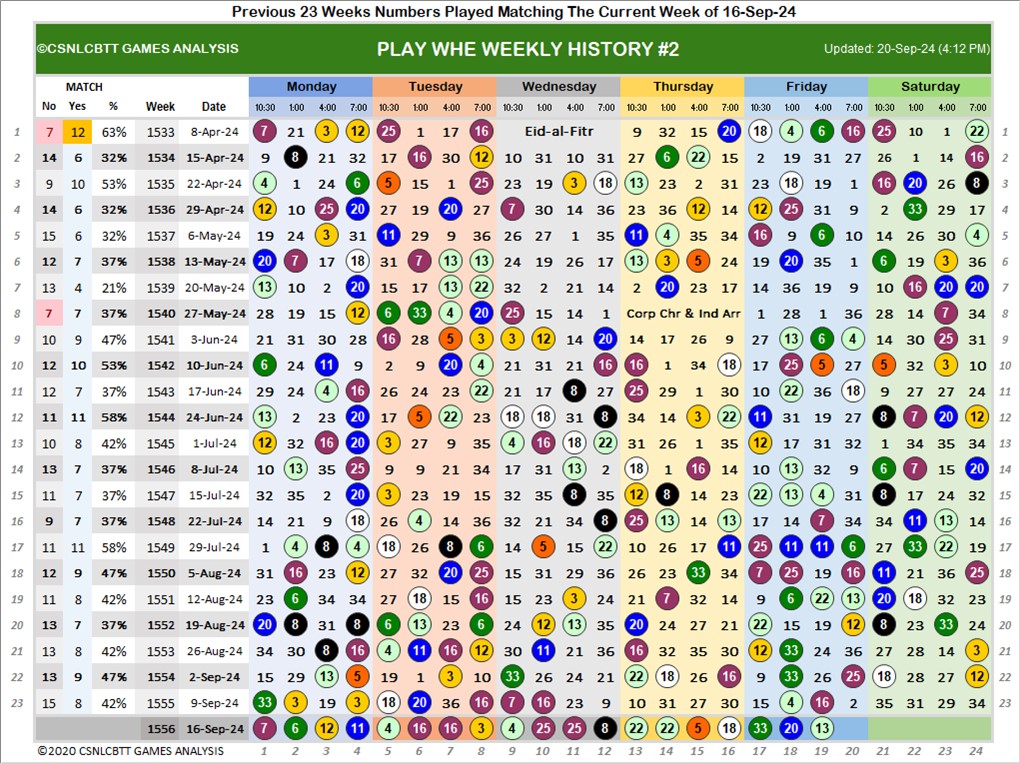 Previous 23 Weeks Numbers Played Matching The Current Week of 16-Sep-24
©CSNLCBTT GAMES ANALYSIS PLAY WHE WEEKLY HISTORY #2 Updated: 20-Sep-24 (4:12 PM)
MATCH Monday Tuesday Wednesday Thursday Friday Saturday
No Yes % Week Date 10:30 1:00 4:00 7:00 10:30 1:00 4:00 7:00 10:30 1:00 4:00 7:00 10:30 1:00 4:00 7:00 10:30 1:00 4:00 7:00 10:30 1:00 4:00 7:00
1 7 12 63% 1533 8-Apr-24 7 21 3 12 25 1 17 16 Eid-al-Fitr 9 32 15 20 18 4 6 16 25 10 1 22 1
2 14 6 32% 1534 15-Apr-24 9 8 21 32 17 16 30 12 10 31 10 31 27 6 22 15 2 19 31 27 26 1 14 16 2
3 9 10 53% 1535 22-Apr-24 4 1 24 6 5 15 1 25 23 19 3 18 13 23 2 31 23 18 19 1 16 20 26 8 3
4 14 6 32% 1536 29-Apr-24 12 10 25 20 27 19 20 27 7 30 14 36 23 36 12 14 12 25 31 9 2 33 29 17 4
5 15 6 32% 1537 6-May-24 19 24 3 31 11 29 9 36 26 27 1 35 11 4 35 34 16 9 6 10 14 26 30 4 5
6 12 7 37% 1538 13-May-24 20 7 17 18 31 7 13 13 24 19 26 17 13 3 5 24 19 20 35 1 6 19 3 36 6
7 13 4 21% 1539 20-May-24 13 10 2 20 15 17 13 22 32 2 21 14 2 20 23 17 14 36 19 9 10 16 20 20 7
8 7 7 37% 1540 27-May-24 28 19 15 12 6 33 4 20 25 15 14 1 Corp Chr & Ind Arr 1 28 1 36 28 14 7 34 8
9 10 9 47% 1541 3-Jun-24 21 31 30 28 16 28 5 3 3 12 14 20 14 17 26 9 19 13 6 4 14 30 25 31 9
10 12 10 53% 1542 10-Jun-24 6 24 11 9 2 9 20 4 21 31 21 16 16 1 34 18 18 25 5 27 5 32 3 10 10
11 12 7 37% 1543 17-Jun-24 29 24 4 16 26 24 23 22 21 17 8 27 25 29 1 30 10 22 36 18 9 27 27 24 11
12 11 11 58% 1544 24-Jun-24 13 2 23 20 17 5 22 23 18 18 31 8 34 14 3 22 11 31 19 27 8 7 20 12 12
13 10 8 42% 1545 1-Jul-24 12 32 16 20 3 27 9 35 4 16 18 22 31 26 1 35 12 17 31 32 1 34 35 34 13
14 13 7 37% 1546 8-Jul-24 10 13 35 25 9 9 21 34 17 31 13 2 18 1 16 14 10 13 32 9 6 7 15 20 14
15 11 7 37% 1547 15-Jul-24 32 35 2 20 3 23 19 15 32 35 8 35 12 8 14 23 22 13 4 31 8 17 24 32 15
16 9 7 37% 1548 22-Jul-24 14 21 9 18 26 4 14 36 32 21 34 8 25 13 14 13 17 14 7 34 34 11 13 14 16
17 11 11 58% 1549 29-Jul-24 1 4 8 4 18 26 8 6 14 5 15 22 10 26 17 11 25 11 11 6 27 33 22 19 17
18 12 9 47% 1550 5-Aug-24 31 16 23 12 27 32 20 25 15 31 29 36 26 23 33 34 7 25 19 16 11 21 36 25 18
19 11 8 42% 1551 12-Aug-24 23 6 34 34 27 18 15 16 15 23 3 24 21 7 32 14 9 6 22 13 20 18 32 23 19
20 13 7 37% 1552 19-Aug-24 20 8 31 8 6 13 23 6 24 12 13 35 20 24 27 21 22 15 19 12 8 23 33 24 20
21 13 8 42% 1553 26-Aug-24 34 30 8 16 4 11 16 12 30 11 21 36 16 32 35 30 12 33 24 36 27 28 14 3 21
22 13 9 47% 1554 2-Sep-24 15 29 13 5 19 1 3 10 33 26 24 21 22 18 26 16 9 33 26 25 18 28 27 12 22
23 15 8 42% 1555 9-Sep-24 33 3 19 3 18 20 36 16 7 16 23 9 10 31 27 30 15 4 16 2 35 31 29 34 23
1556 16-Sep-24 7 6 12 11 4 16 16 3 4 25 25 8 22 22 5 18 33 20 13
©2020 CSNLCBTT GAMES ANALYSIS 1 2 3 4 5 6 7 8 9 10 11 12 13 14 15 16 17 18 19 20 21 22 23 24